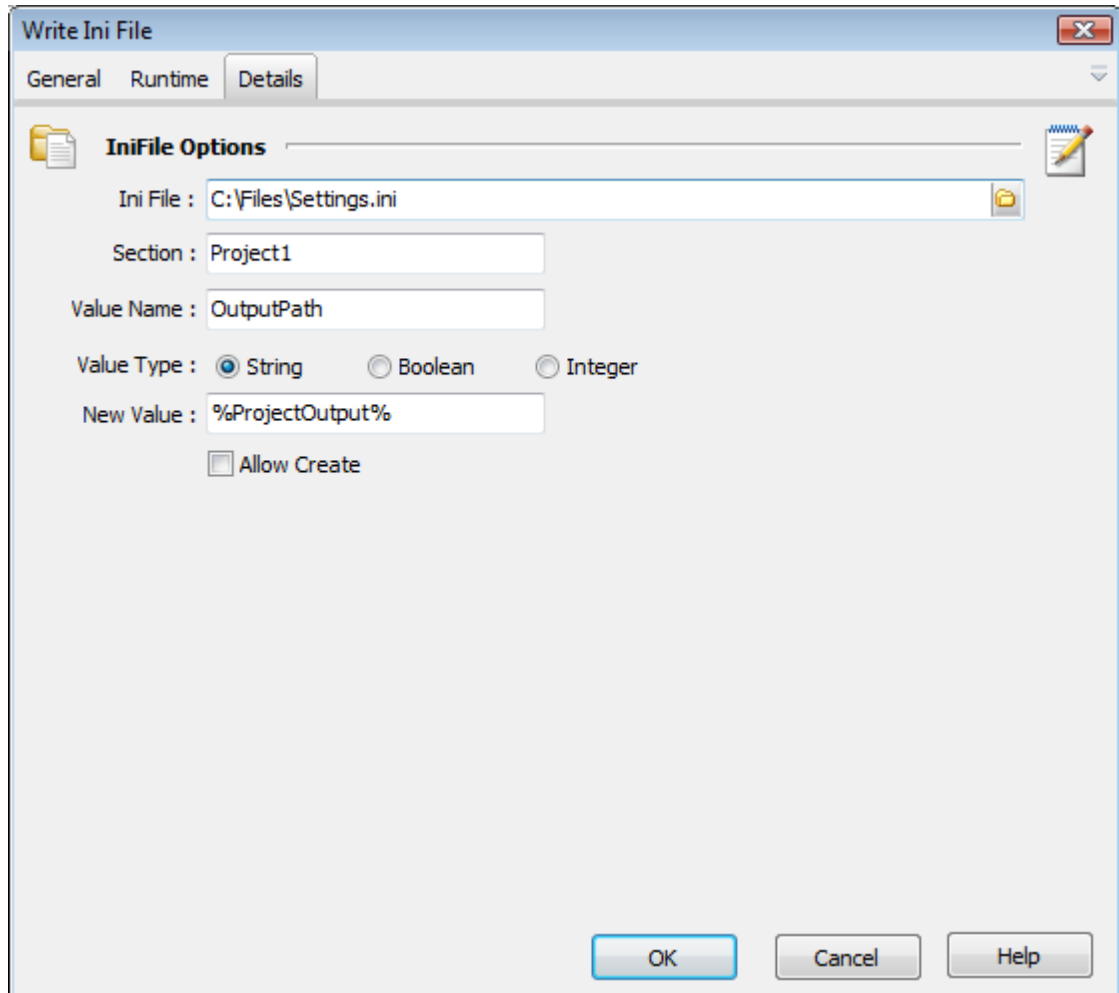 Write Ini File
General Runtime Details
IniFile Options
Ini File : C:\Files\Settings.ini
Section : Project1
Value Name : OutputPath
Value Type : String Boolean Integer
New Value : %ProjectOutput%
Allow Create
OK Cancel Help